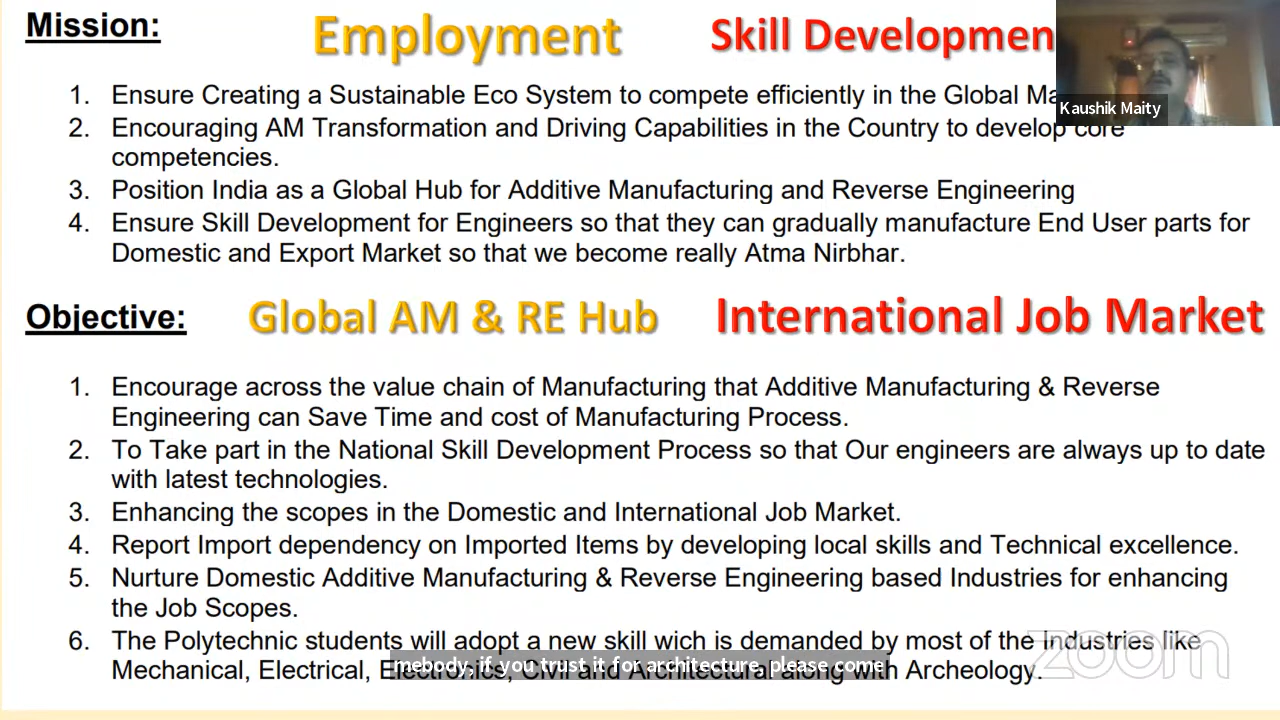 Mission:
Employment
Skill Developmen
1. Ensure Creating a Sustainable Eco System to compete efficiently in the Global Ma
Kaushik Maity
2. Encouraging AM Transformation and Driving Capabilities in the Country to develop core
competencies.
3. Position India as a Global Hub for Additive Manufacturing and Reverse Engineering
4. Ensure Skill Development for Engineers so that they can gradually manufacture End User parts for
Domestic and Export Market so that we become really Atma Nirbhar.
Objective:
Global AM & RE Hub
International Job Market
1. Encourage across the value chain of Manufacturing that Additive Manufacturing & Reverse
Engineering can Save Time and cost of Manufacturing Process.
2. To Take part in the National Skill Development Process so that Our engineers are always up to date
with latest technologies.
3. Enhancing the scopes in the Domestic and International Job Market.
4. Report Import dependency on Imported Items by developing local skills and Technical excellence.
5. Nurture Domestic Additive Manufacturing & Reverse Engineering based Industries for enhancing
the Job Scopes.
6. The Polytechnic students will adopt a new skill wich is demanded by most of the Industries like
mebody, if you trust it for architecture, please come
Mechanical, Electrical, Electronics, Civil and Architectural along with Archeology.
zoom